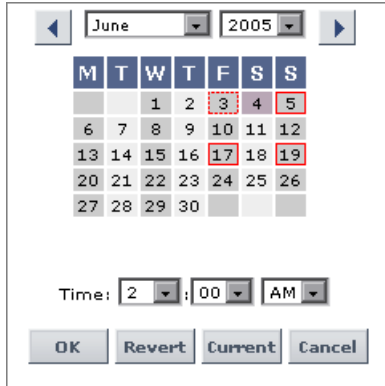 June 2005
M T W T F S S
1 2 3 4 5
6 7 8 9 10 11 12
13 14 15 16 17 18 19
20 21 22 23 24 25 26
27 28 29 30
Time: 2 : 00 AM
OK Revert Current Cancel